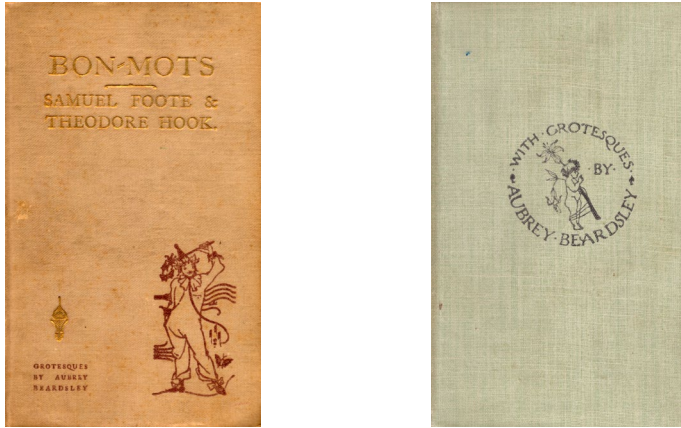 BON-MOTS
SAMUEL FOOTE &
THEODORE HOOK.
GROTESQUES
BY AUBREY
BEARDSLEY
·WITH·GROTESQUES·
·BY·
AUBREY·BEARDSLEY